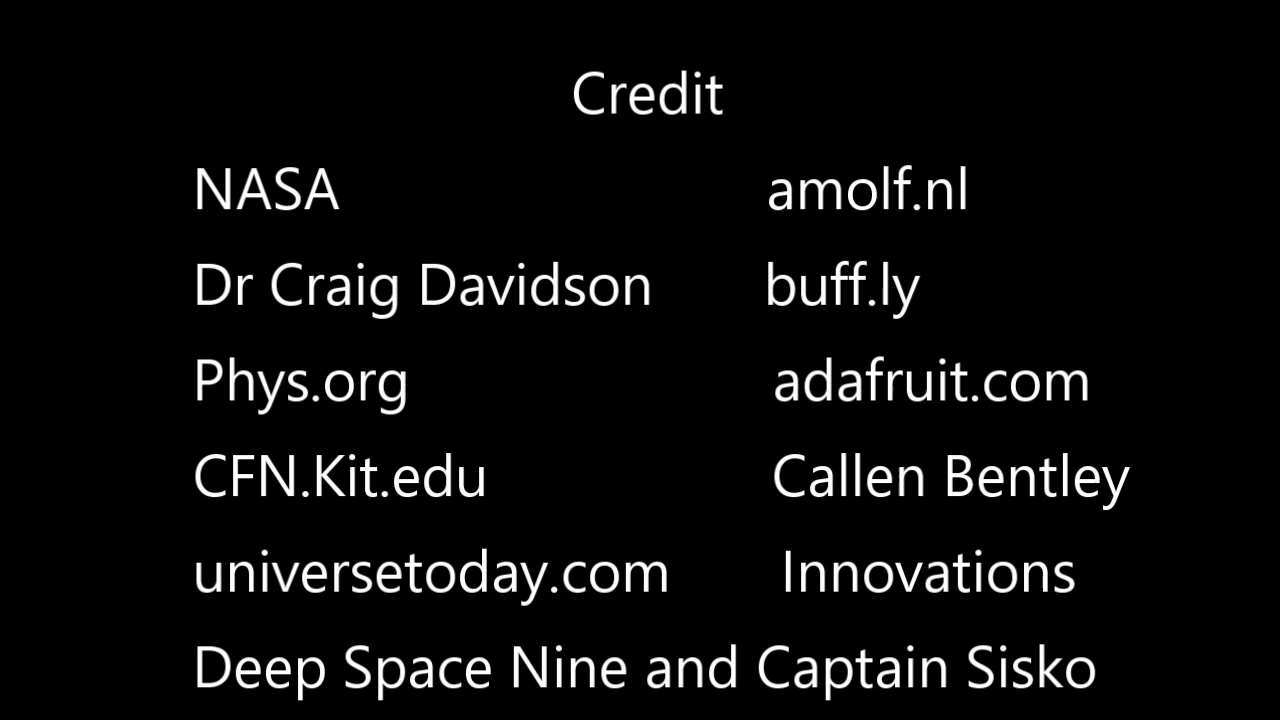 Credit
NASA amolf.nl
Dr Craig Davidson buff.ly
Phys.org adafruit.com
CFN.Kit.edu Callen Bentley
universetoday.com Innovations
Deep Space Nine and Captain Sisko